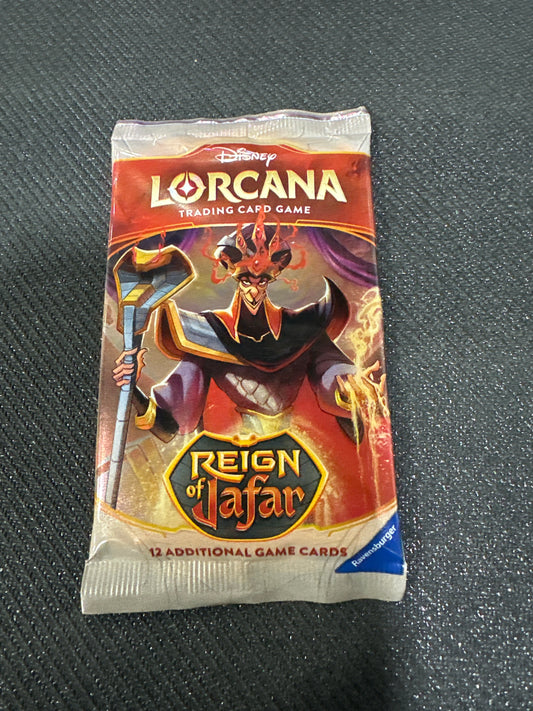 Disney
LORCANA
TRADING CARD GAME
REIGN
of Jafar
12 ADDITIONAL GAME CARDS
Ravensburger